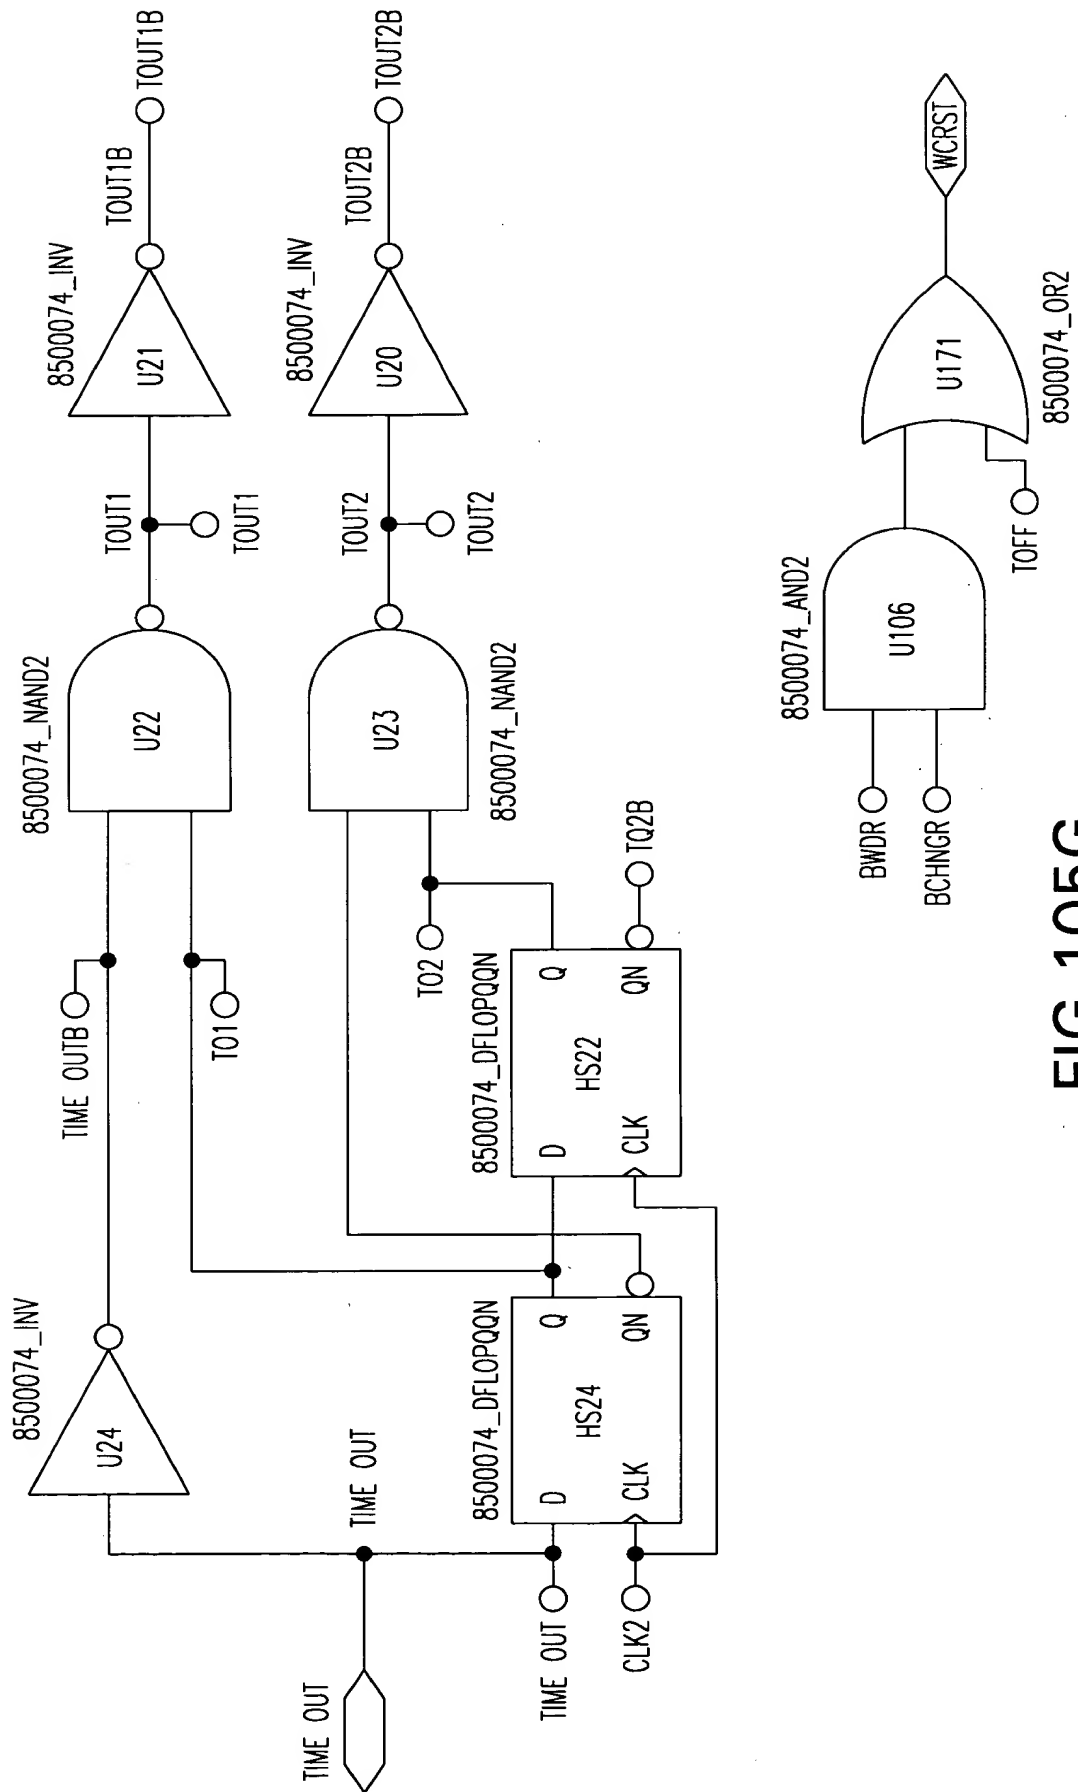 TIME OUT
TIME OUT
8500074_INV
U24
TIME OUTB
TO1
8500074_NAND2
U22
TOUT1
TOUT1
8500074_INV
U21
TOUT1B
TOUT1B
8500074_NAND2
U23
TOUT2
TOUT2
8500074_INV
U20
TOUT2B
TOUT2B
TIME OUT
CLK2
8500074_DFLOPQQN
D
CLK
HS24
Q
QN
8500074_DFLOPQQN
D
CLK
HS22
Q
QN
TO2
TQ2B
BWDR
BCHNGR
8500074_AND2
U106
TOFF
U171
8500074_OR2
WCRST
FIG.105G